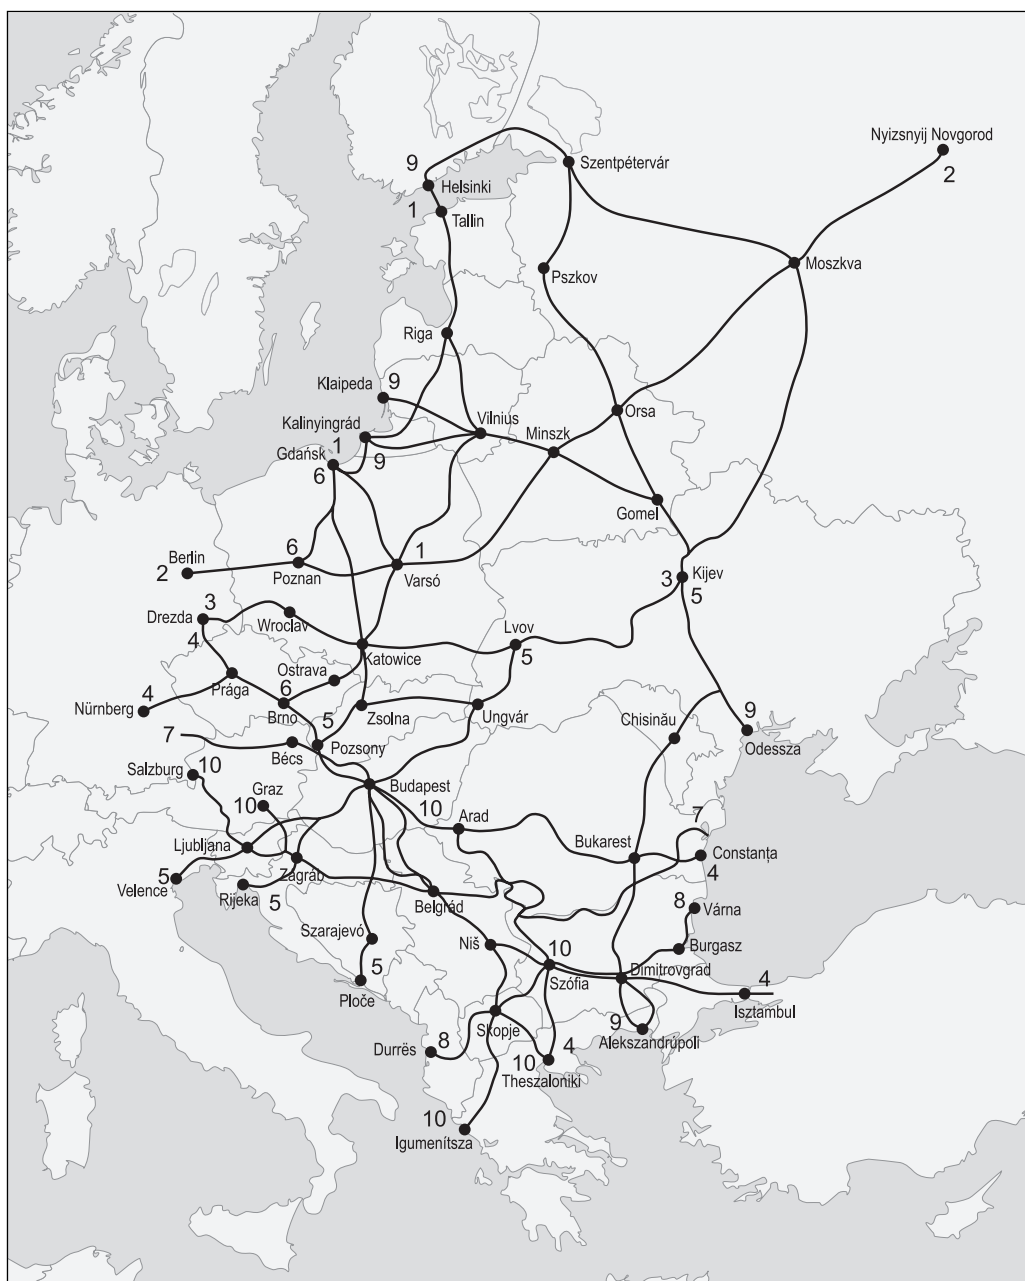 Nyizsnyij Novgorod
2
9
Szentpétervár
Helsinki
1
Tallin
Moszkva
Pszkov
Riga
Klaipeda
9
Orsa
Kalinyingrád
Vilnius
Minszk
1
Gdańsk
9
6
Gomel
6
1
Berlin
2
Poznan
Varsó
3
Kijev
5
3
Drezda
Wroclav
4
Lvov
5
Katowice
Ostrava
Prága
6
4
Nürnberg
Brno
5
Zsolna
Ungvár
Chisinău
9
Odessza
7
Bécs
Pozsony
Salzburg
10
Budapest
Graz
10
10
Arad
7
Ljubljana
Bukarest
Constanța
4
Zágráb
5
Velence
Rijeka
5
Belgrád
8
Várna
Szarajevó
Niš
Burgasz
10
5
Szófia
Dimitrovgrád
4
Ploče
Isztambul
Skopje
9
Alekszandrúpoli
8
Durrës
4
10
Theszaloniki
10
Igumenítsza